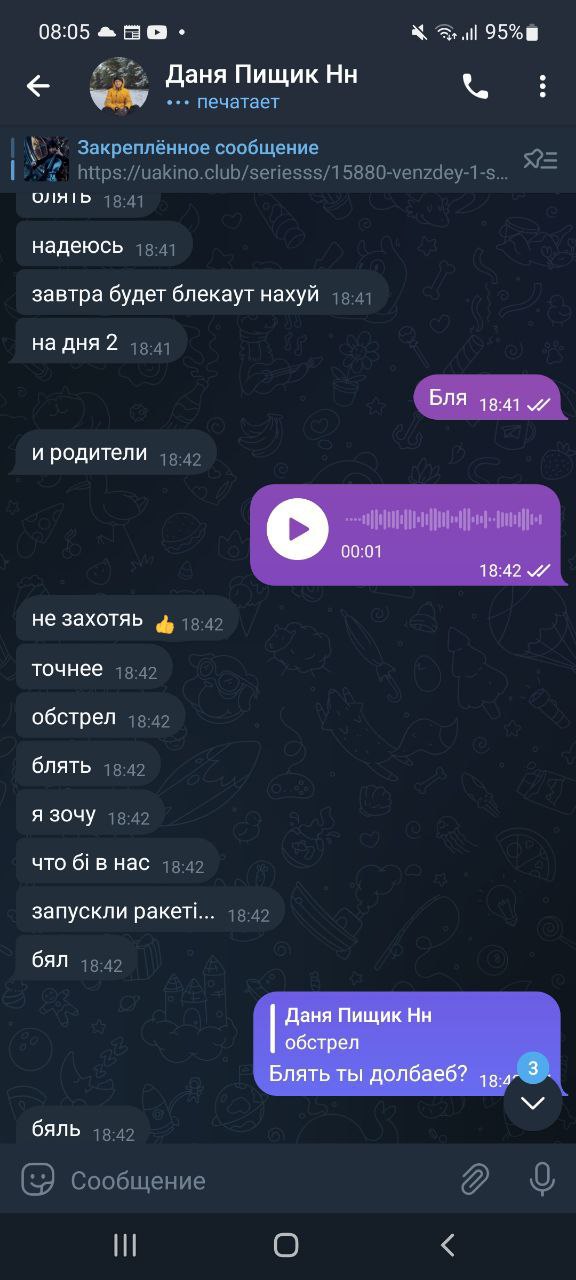 08:05
95%
Даня Пищик Нн
печатает
Закреплённое сообщение
https://uakino.club/seriesss/15880-venzdey-1-s...
блять 18:41
надеюсь 18:41
завтра будет блекаут нахуй 18:41
на дня 2 18:41
Бля 18:41
и родители 18:42
00:01
18:42
не захотяь 👍 18:42
точнее 18:42
обстрел 18:42
блять 18:42
я зочу 18:42
что бі в нас 18:42
запускли ракеті... 18:42
бял 18:42
Даня Пищик Нн
обстрел
Блять ты долбаеб?
3
бяль 18:42
Сообщение